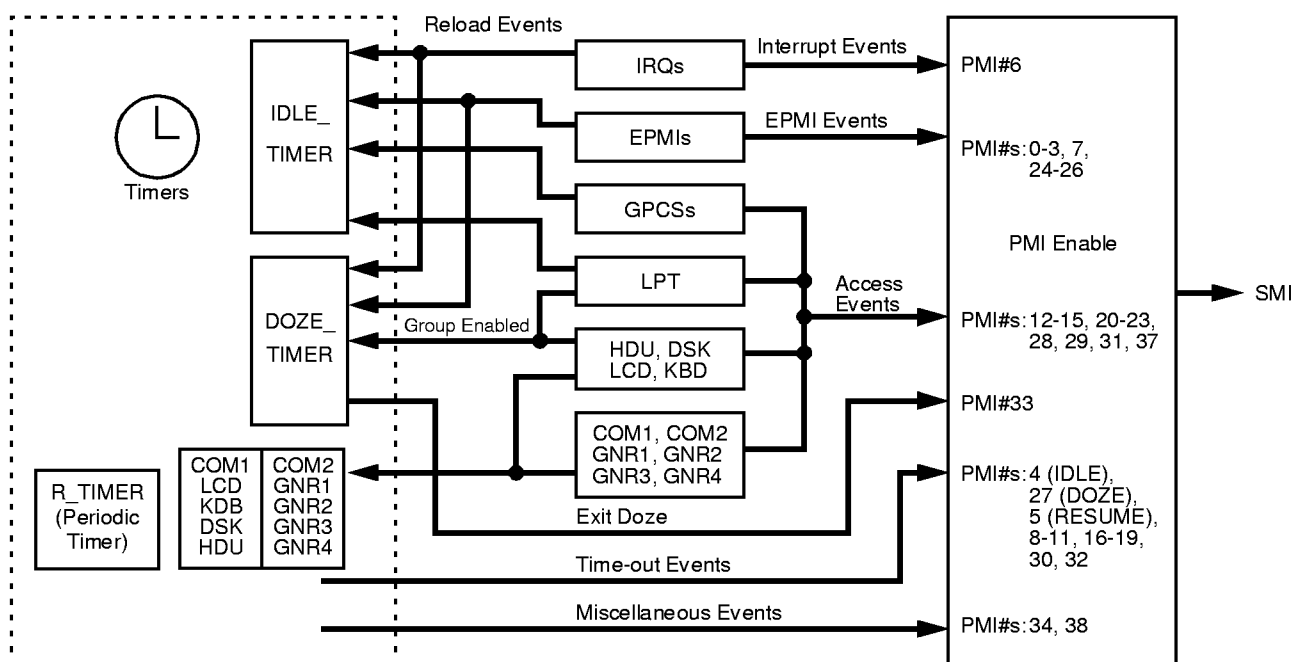 Reload Events
IDLE_
TIMER
Timers
DOZE_
TIMER
Group Enabled
R_TIMER
(Periodic
Timer)
COM1
LCD
KDB
DSK
HDU
COM2
GNR1
GNR2
GNR3
GNR4
IRQs
EPMIs
GPCSs
LPT
HDU, DSK
LCD, KBD
COM1, COM2
GNR1, GNR2
GNR3, GNR4
Interrupt Events
EPMI Events
Access
Events
Exit Doze
Time-out Events
Miscellaneous Events
PMI#6
PMI#s: 0-3, 7,
24-26
PMI Enable
PMI#s: 12-15, 20-23,
28, 29, 31, 37
PMI#33
PMI#s: 4 (IDLE),
27 (DOZE),
5 (RESUME),
8-11, 16-19,
30, 32
PMI#s: 34, 38
SMI